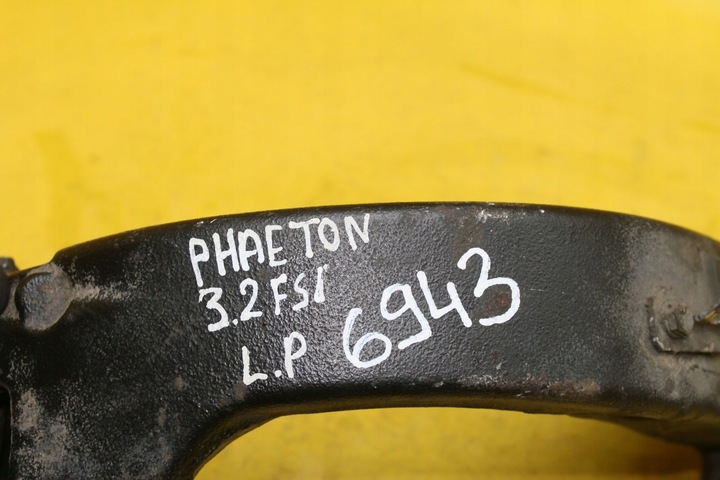 PHAETON
3.2 FSI
L.P 6943